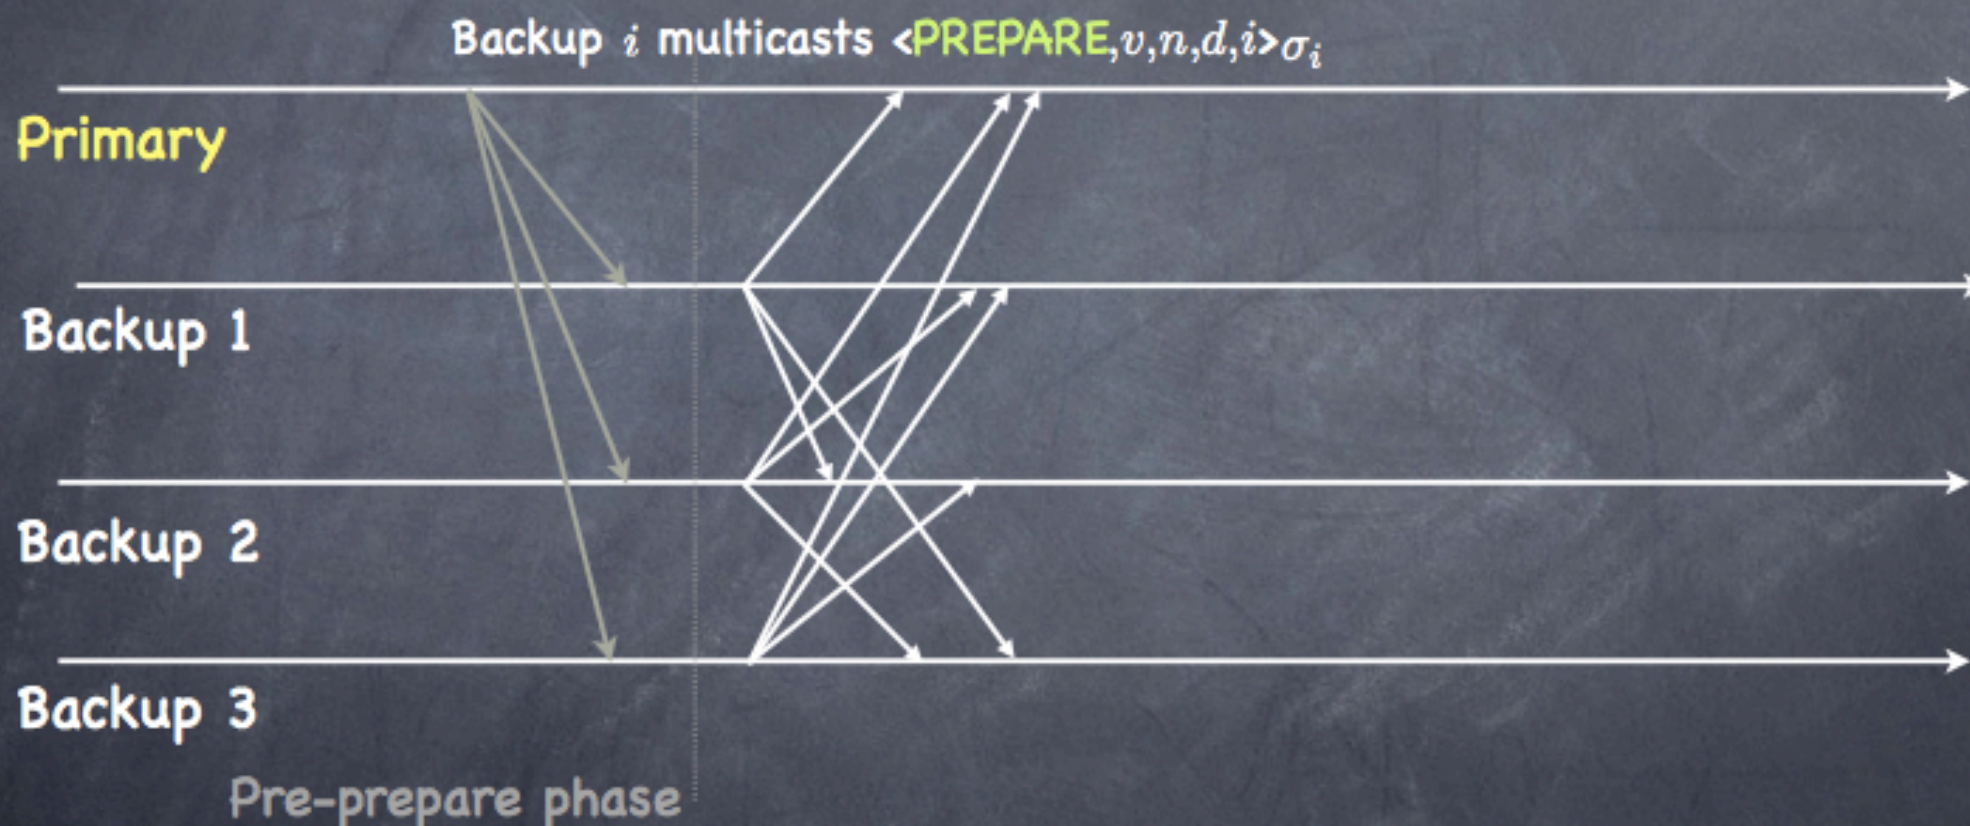 Backup i multicasts <PREPARE,v,n,d,i>σᵢ
Primary
Backup 1
Backup 2
Backup 3
Pre-prepare phase